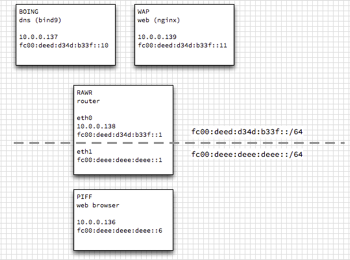 BOING
dns (bind9)
10.0.0.137
fc00:deed:d34d:b33f::10
WAP
web (nginx)
10.0.0.139
fc00:deed:d34d:b33f::11
RAWR
router
eth0
10.0.0.138
fc00:deed:d34d:b33f::1
fc00:deed:d34d:b33f::/64
eth1
fc00:deee:deee:deee::1
fc00:deee:deee:deee::/64
PIFF
web browser
10.0.0.136
fc00:deee:deee:deee::6